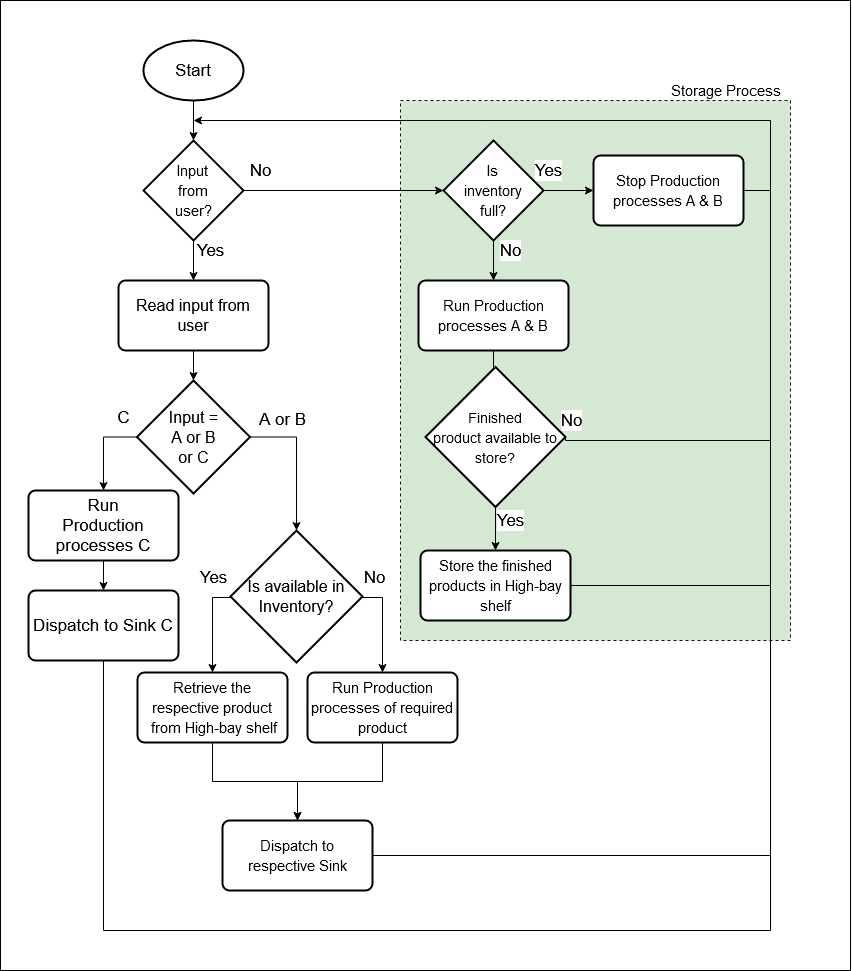 Start
Storage Process
Input
from
user?
No
Is
inventory
full?
Yes
Stop Production
processes A & B
Yes
No
Read input from
user
Run Production
processes A & B
C
Input =
A or B
or C
A or B
Finished
product available to
store?
No
Run
Production
processes C
Yes
Store the finished
products in High-bay
shelf
Yes
Is available in
Inventory?
No
Dispatch to Sink C
Retrieve the
respective product
from High-bay shelf
Run Production
processes of required
product
Dispatch to
respective Sink